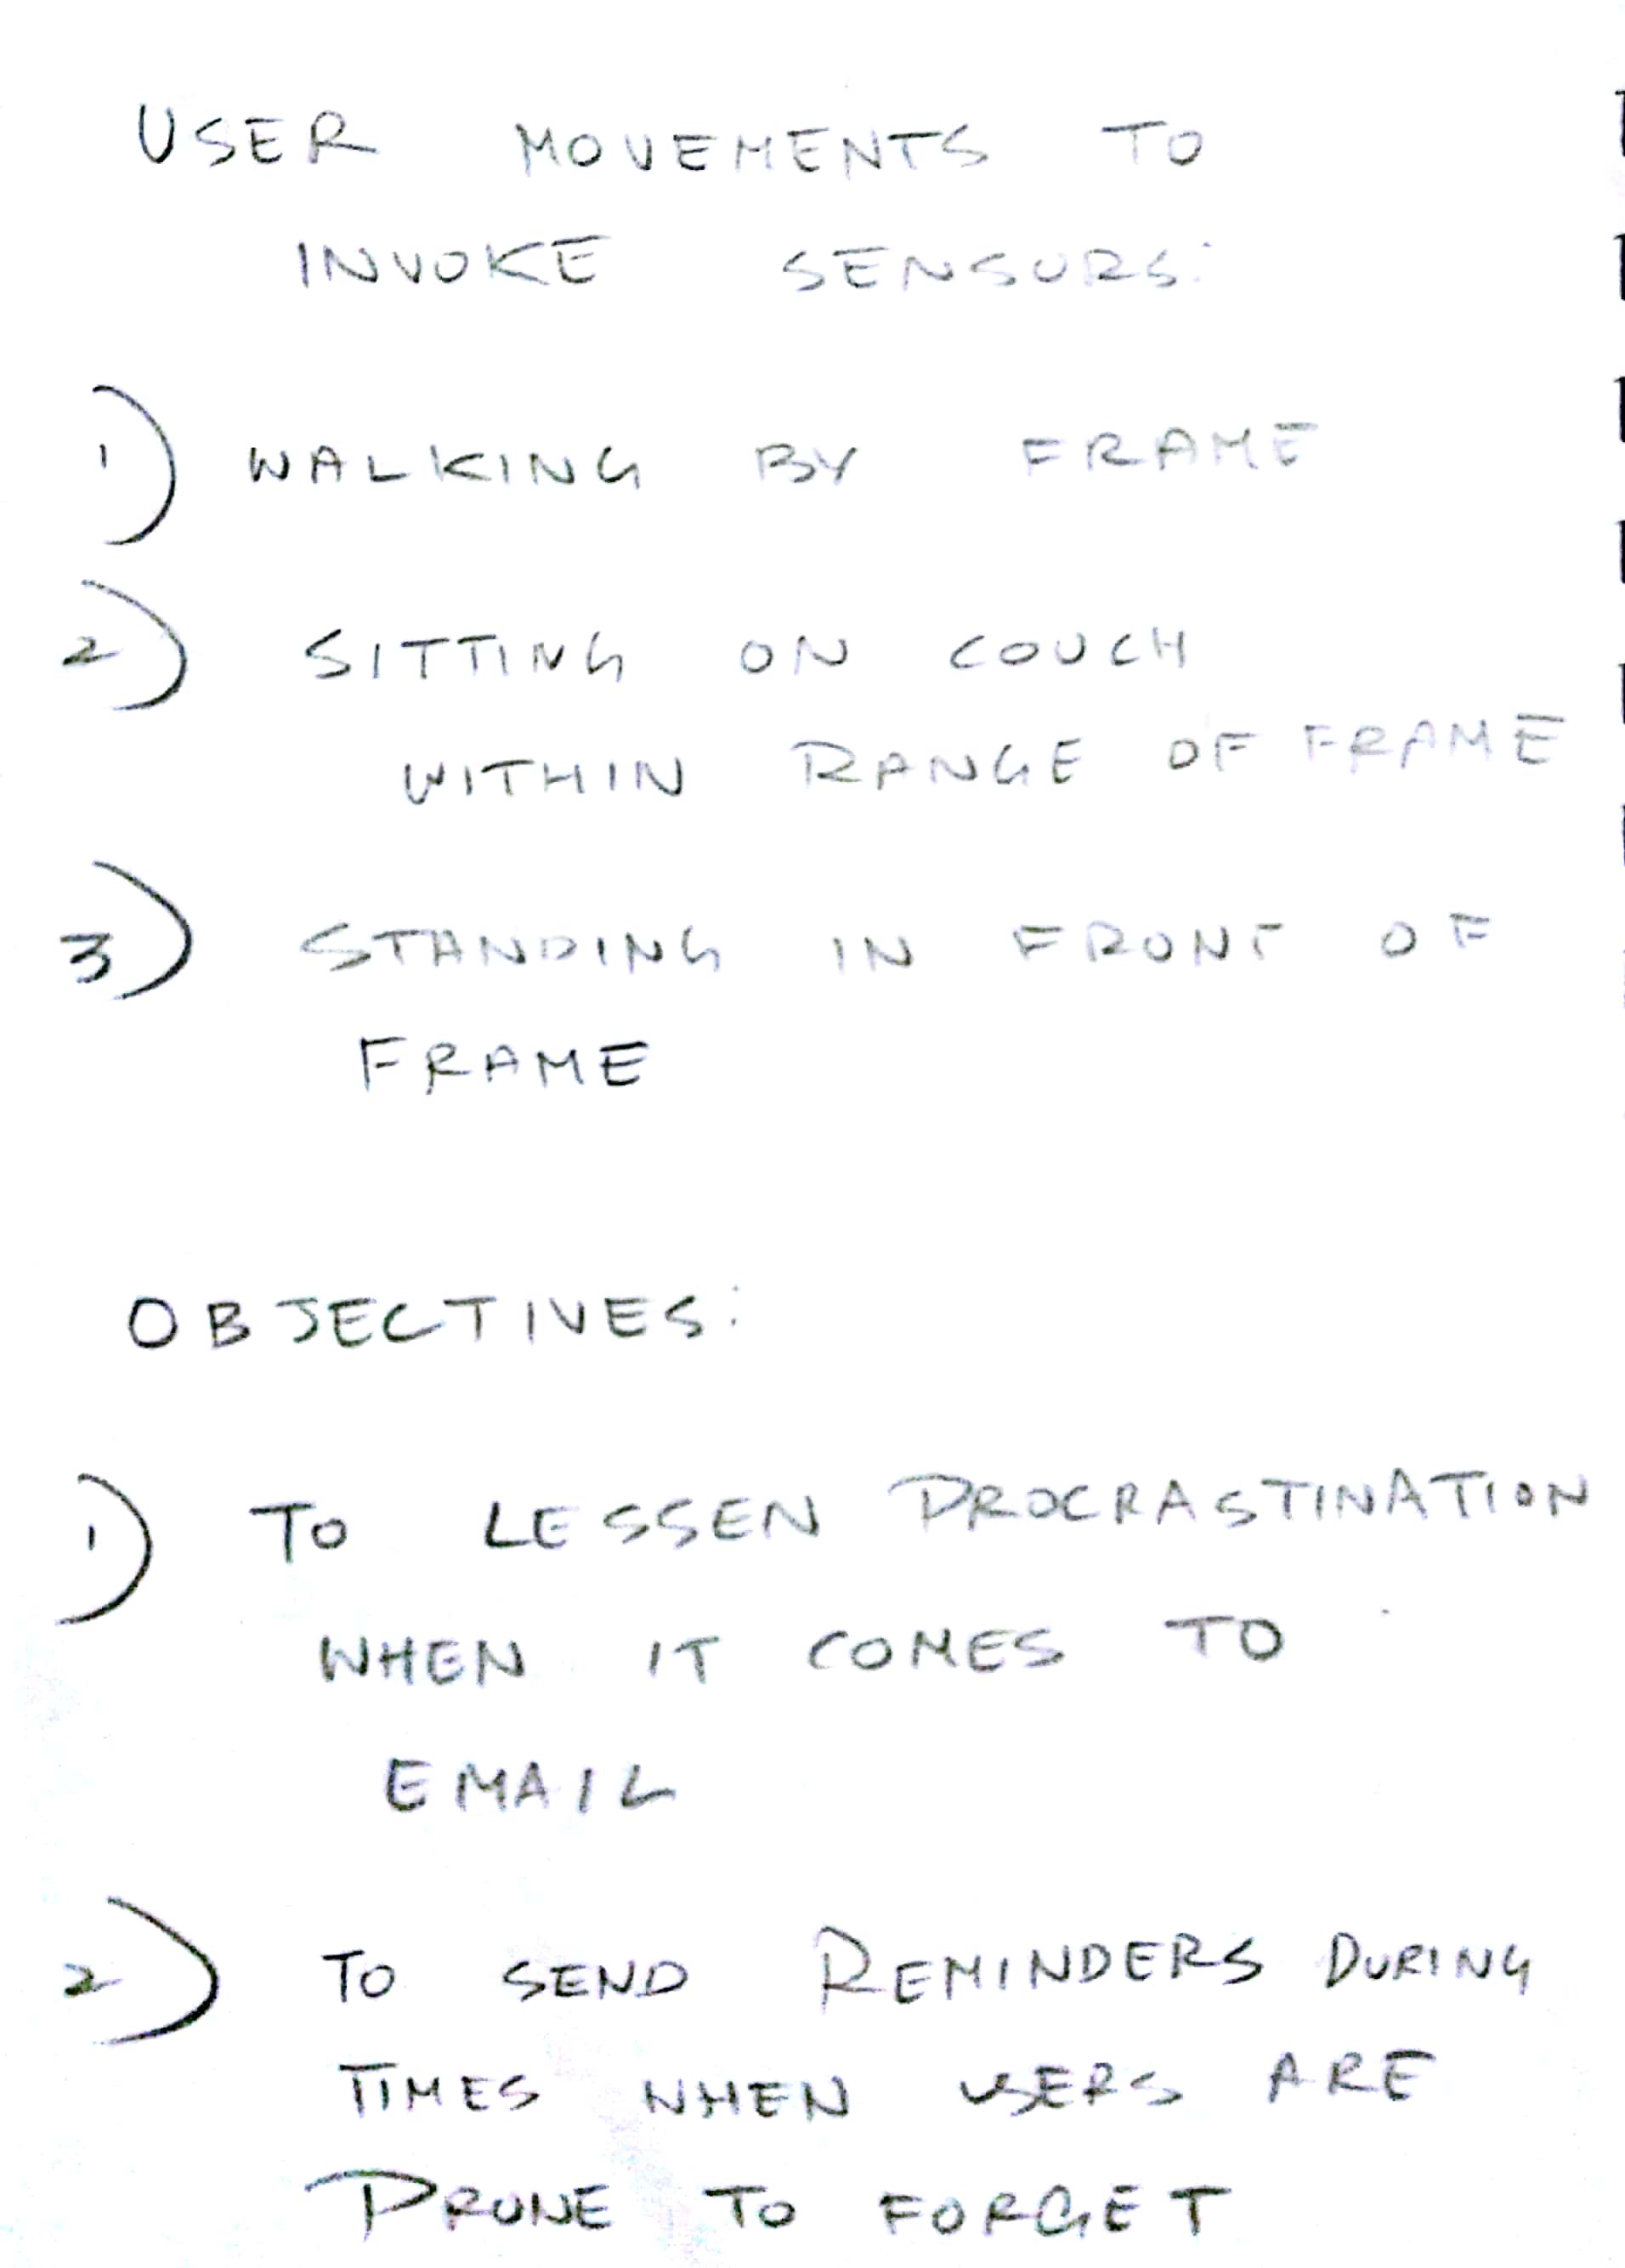 USER MOVEMENTS TO
INVOKE SENSORS:
1) WALKING BY FRAME
2) SITTING ON COUCH
WITHIN RANGE OF FRAME
3) STANDING IN FRONT OF
FRAME
OBJECTIVES:
1) TO LESSEN PROCRASTINATION
WHEN IT COMES TO
EMAIL
2) TO SEND REMINDERS DURING
TIMES WHEN USERS ARE
PRONE TO FORGET